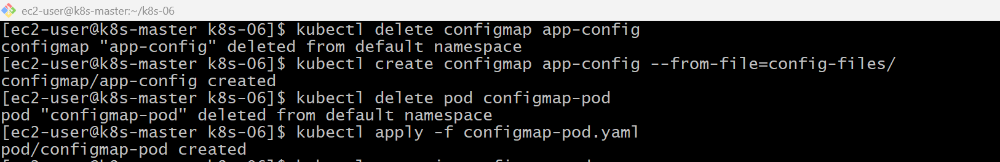 ec2-user@k8s-master:~/k8s-06
[ec2-user@k8s-master k8s-06]$ kubectl delete configmap app-config
configmap "app-config" deleted from default namespace
[ec2-user@k8s-master k8s-06]$ kubectl create configmap app-config --from-file=config-files/
configmap/app-config created
[ec2-user@k8s-master k8s-06]$ kubectl delete pod configmap-pod
pod "configmap-pod" deleted from default namespace
[ec2-user@k8s-master k8s-06]$ kubectl apply -f configmap-pod.yaml
pod/configmap-pod created